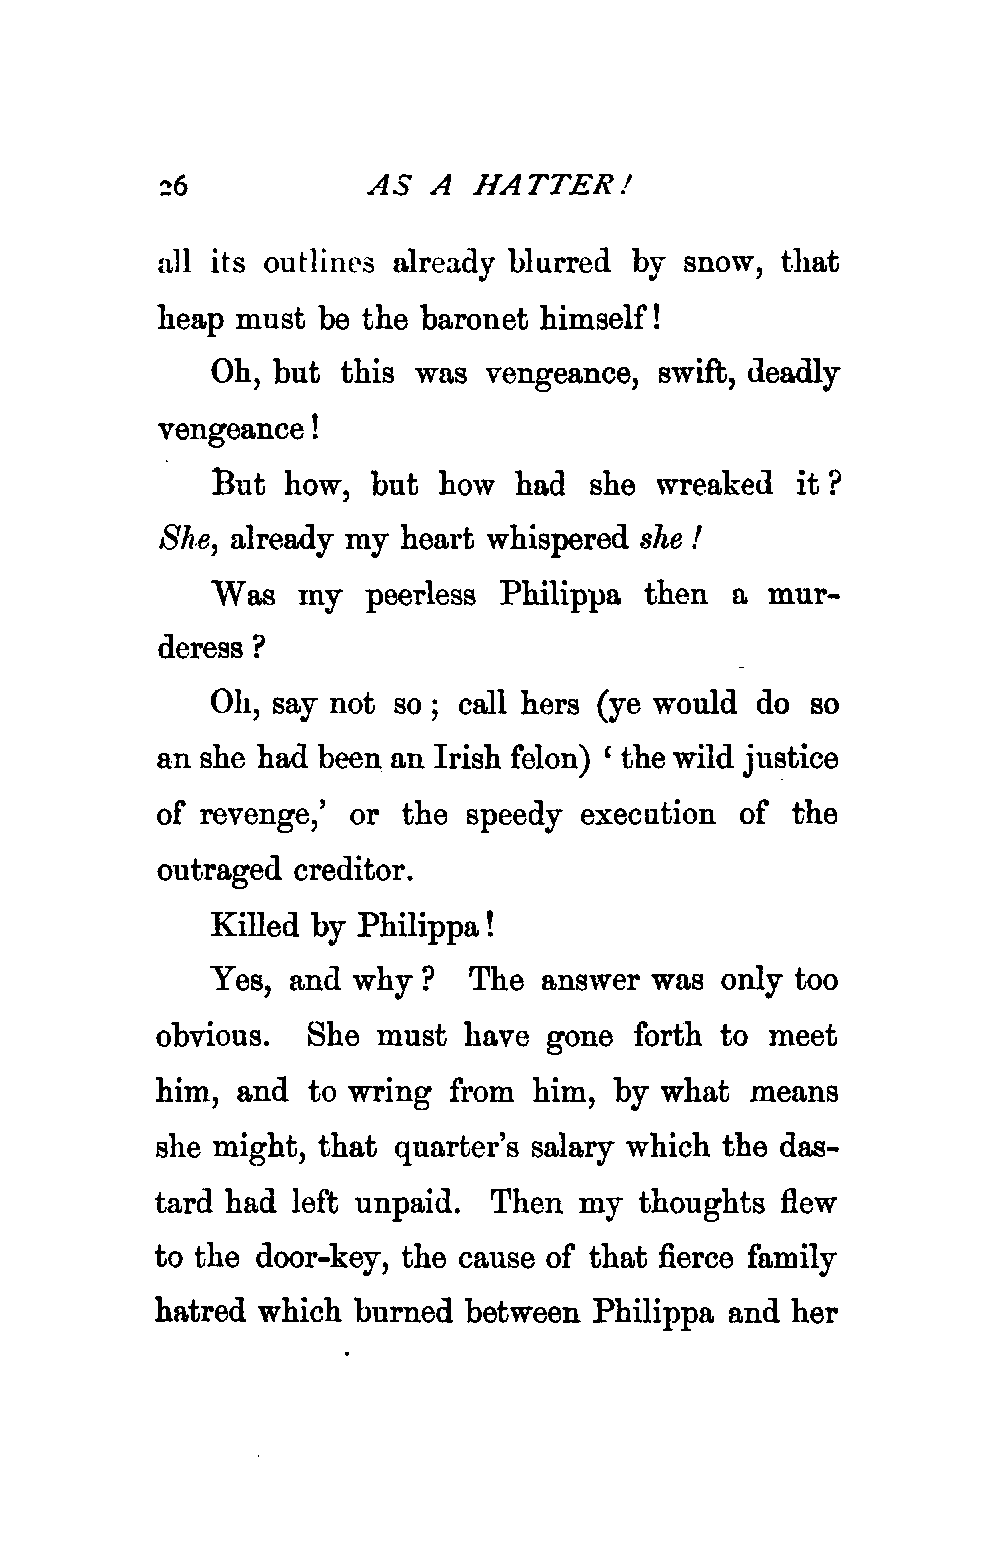 26 AS A HATTER!
all its outlines already blurred by snow, that
heap must be the baronet himself!
Oh, but this was vengeance, swift, deadly
vengeance!
But how, but how had she wreaked it?
She, already my heart whispered she!
Was my peerless Philippa then a mur-
deress?
Oh, say not so; call hers (ye would do so
an she had been an Irish felon) ‘the wild justice
of revenge,’ or the speedy execution of the
outraged creditor.
Killed by Philippa!
Yes, and why? The answer was only too
obvious. She must have gone forth to meet
him, and to wring from him, by what means
she might, that quarter’s salary which the das-
tard had left unpaid. Then my thoughts flew
to the door-key, the cause of that fierce family
hatred which burned between Philippa and her